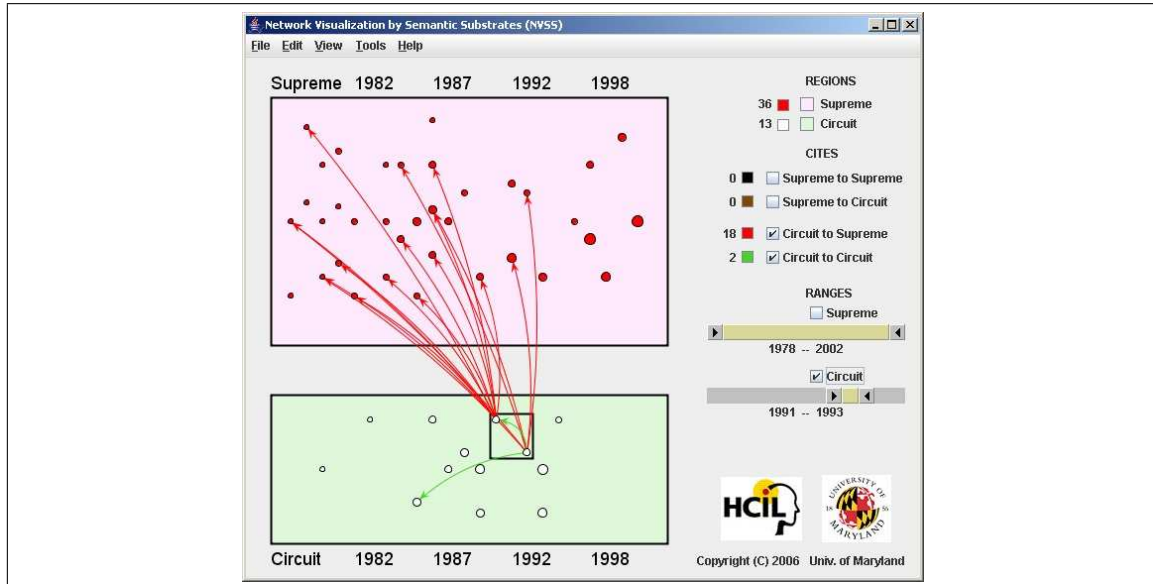 Network Visualization by Semantic Substrates (NVSS)
File Edit View Tools Help
Supreme 1982 1987 1992 1998
REGIONS
36 Supreme
13 Circuit
CITES
0 Supreme to Supreme
0 Supreme to Circuit
18 Circuit to Supreme
2 Circuit to Circuit
RANGES
Supreme
1978 -- 2002
Circuit
1991 -- 1993
Circuit 1982 1987 1992 1998
HCIL
UNIVERSITY OF
18 56
MARYLAND
Copyright (C) 2006 Univ. of Maryland